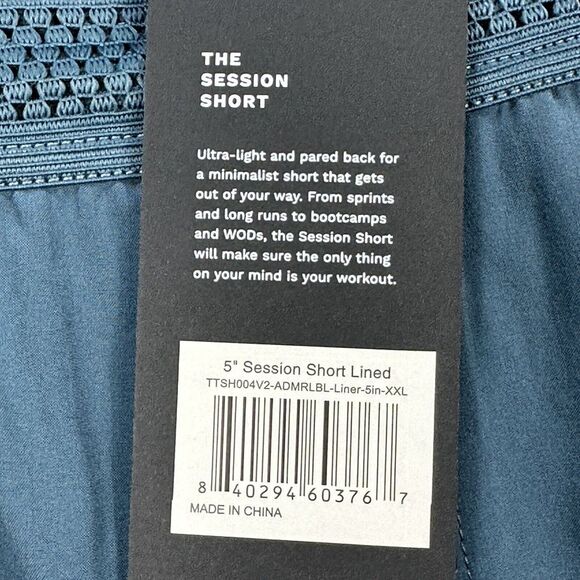 THE
SESSION
SHORT
Ultra-light and pared back for
a minimalist short that gets
out of your way. From sprints
and long runs to bootcamps
and WODs, the Session Short
will make sure the only thing
on your mind is your workout.
5" Session Short Lined
TTSH004V2-ADMRLBL-Liner-5in-XXL
8 40294 60376 7
MADE IN CHINA